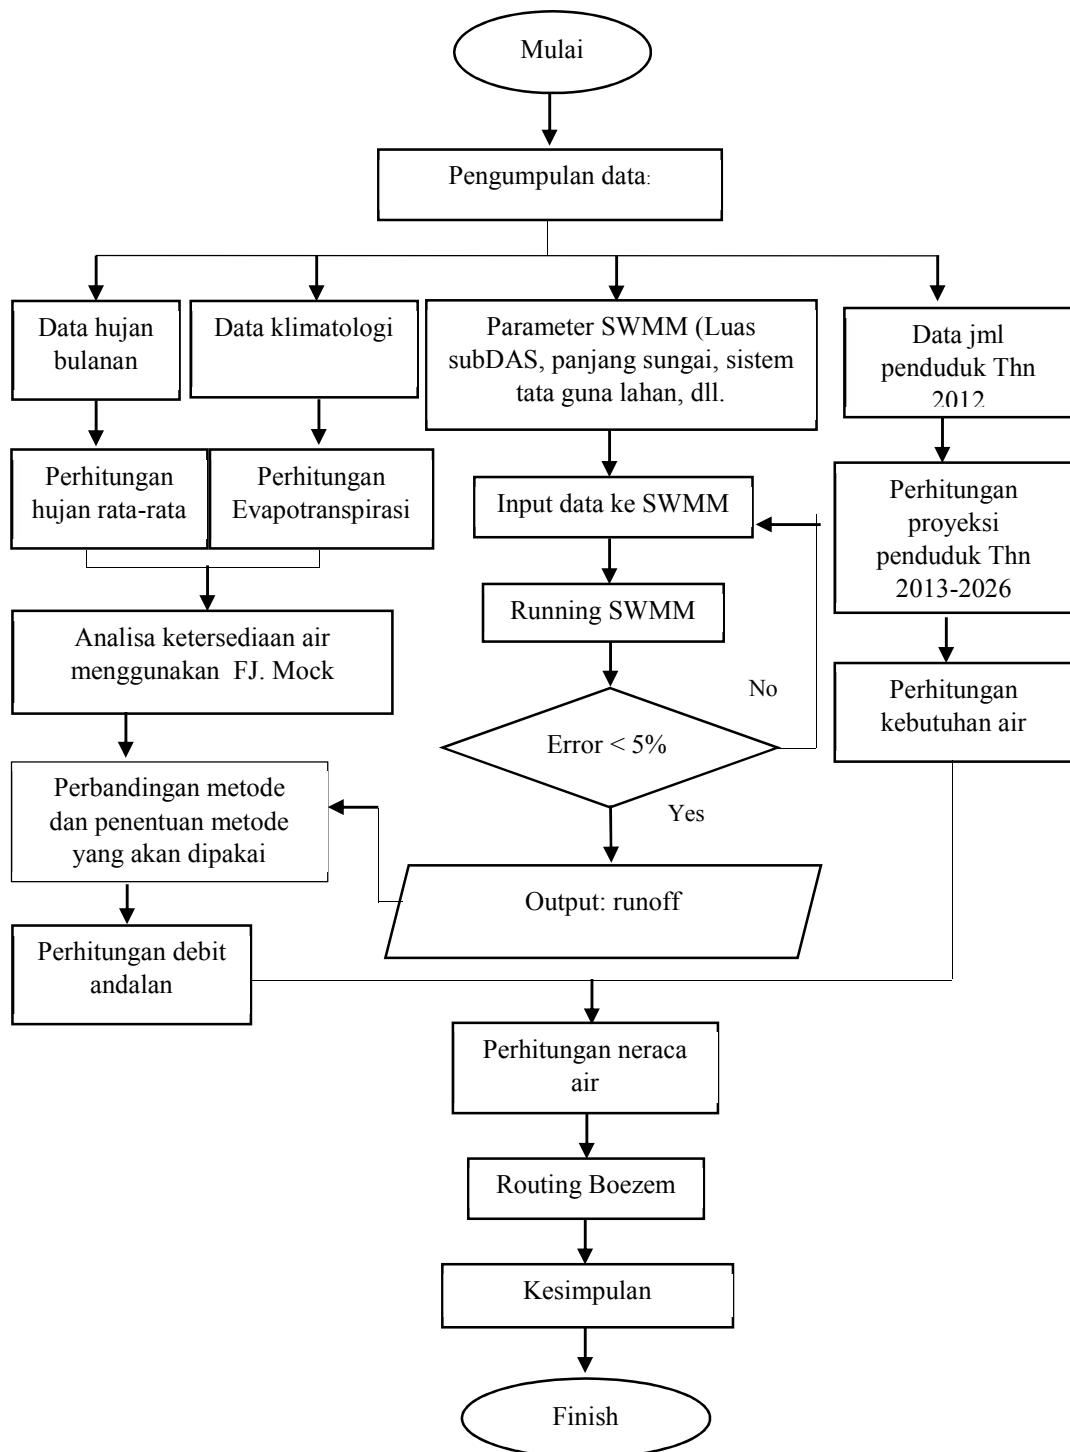 Mulai
Pengumpulan data:
Data hujan
bulanan
Data klimatologi
Parameter SWMM (Luas
subDAS, panjang sungai, sistem
tata guna lahan, dll.
Data jml
penduduk Thn
2012
Perhitungan
hujan rata-rata
Perhitungan
Evapotranspirasi
Input data ke SWMM
Perhitungan
proyeksi
penduduk Thn
2013-2026
Running SWMM
Analisa ketersediaan air
menggunakan FJ. Mock
No
Perhitungan
kebutuhan air
Error < 5%
Perbandingan metode
dan penentuan metode
yang akan dipakai
Yes
Output: runoff
Perhitungan debit
andalan
Perhitungan neraca
air
Routing Boezem
Kesimpulan
Finish